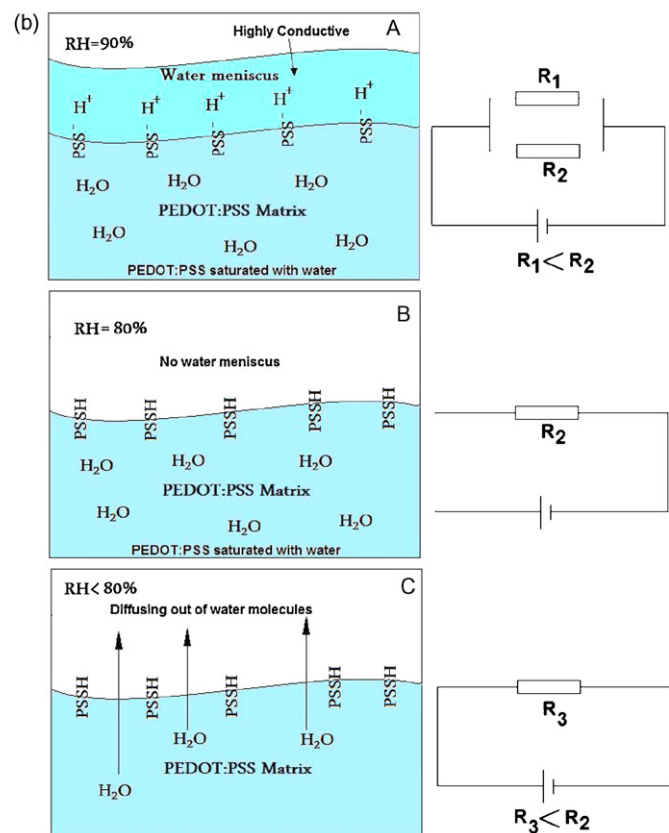 (b)
RH=90%
Highly Conductive
A
Water meniscus
H+ H+ H+ H+ H+
PSS- PSS- PSS- PSS- PSS-
H2O H2O H2O
PEDOT:PSS Matrix
H2O H2O H2O
PEDOT:PSS saturated with water
R1
R2
R1< R2
RH= 80%
B
No water meniscus
PSSH PSSH PSSH PSSH PSSH
H2O H2O H2O
PEDOT:PSS Matrix
H2O H2O H2O
PEDOT:PSS saturated with water
R2
RH< 80%
C
Diffusing out of water molecules
PSSH PSSH PSSH PSSH PSSH
H2O H2O
PEDOT:PSS Matrix
H2O
R3
R3< R2